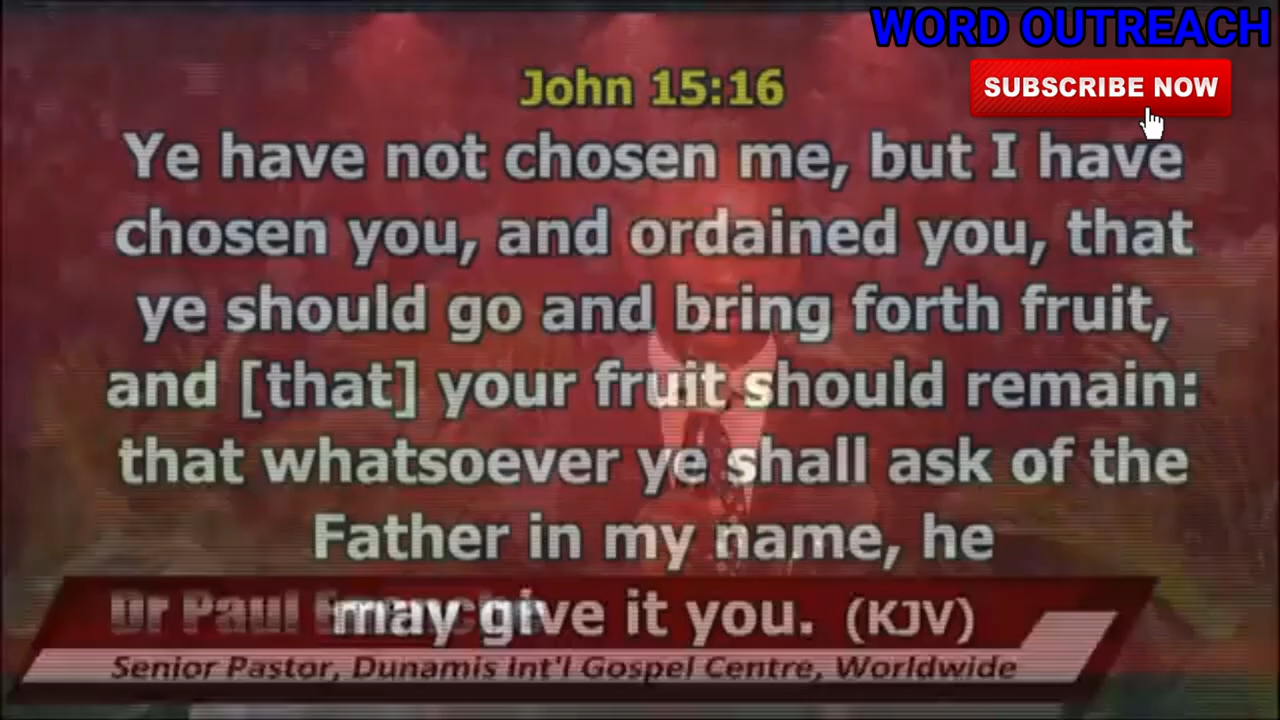 WORD OUTREACH
SUBSCRIBE NOW
John 15:16
Ye have not chosen me, but I have
chosen you, and ordained you, that
ye should go and bring forth fruit,
and [that] your fruit should remain:
that whatsoever ye shall ask of the
Father in my name, he
may give it you. (KJV)
Dr Paul
Senior Pastor, Dunamis Int'l Gospel Centre, Worldwide